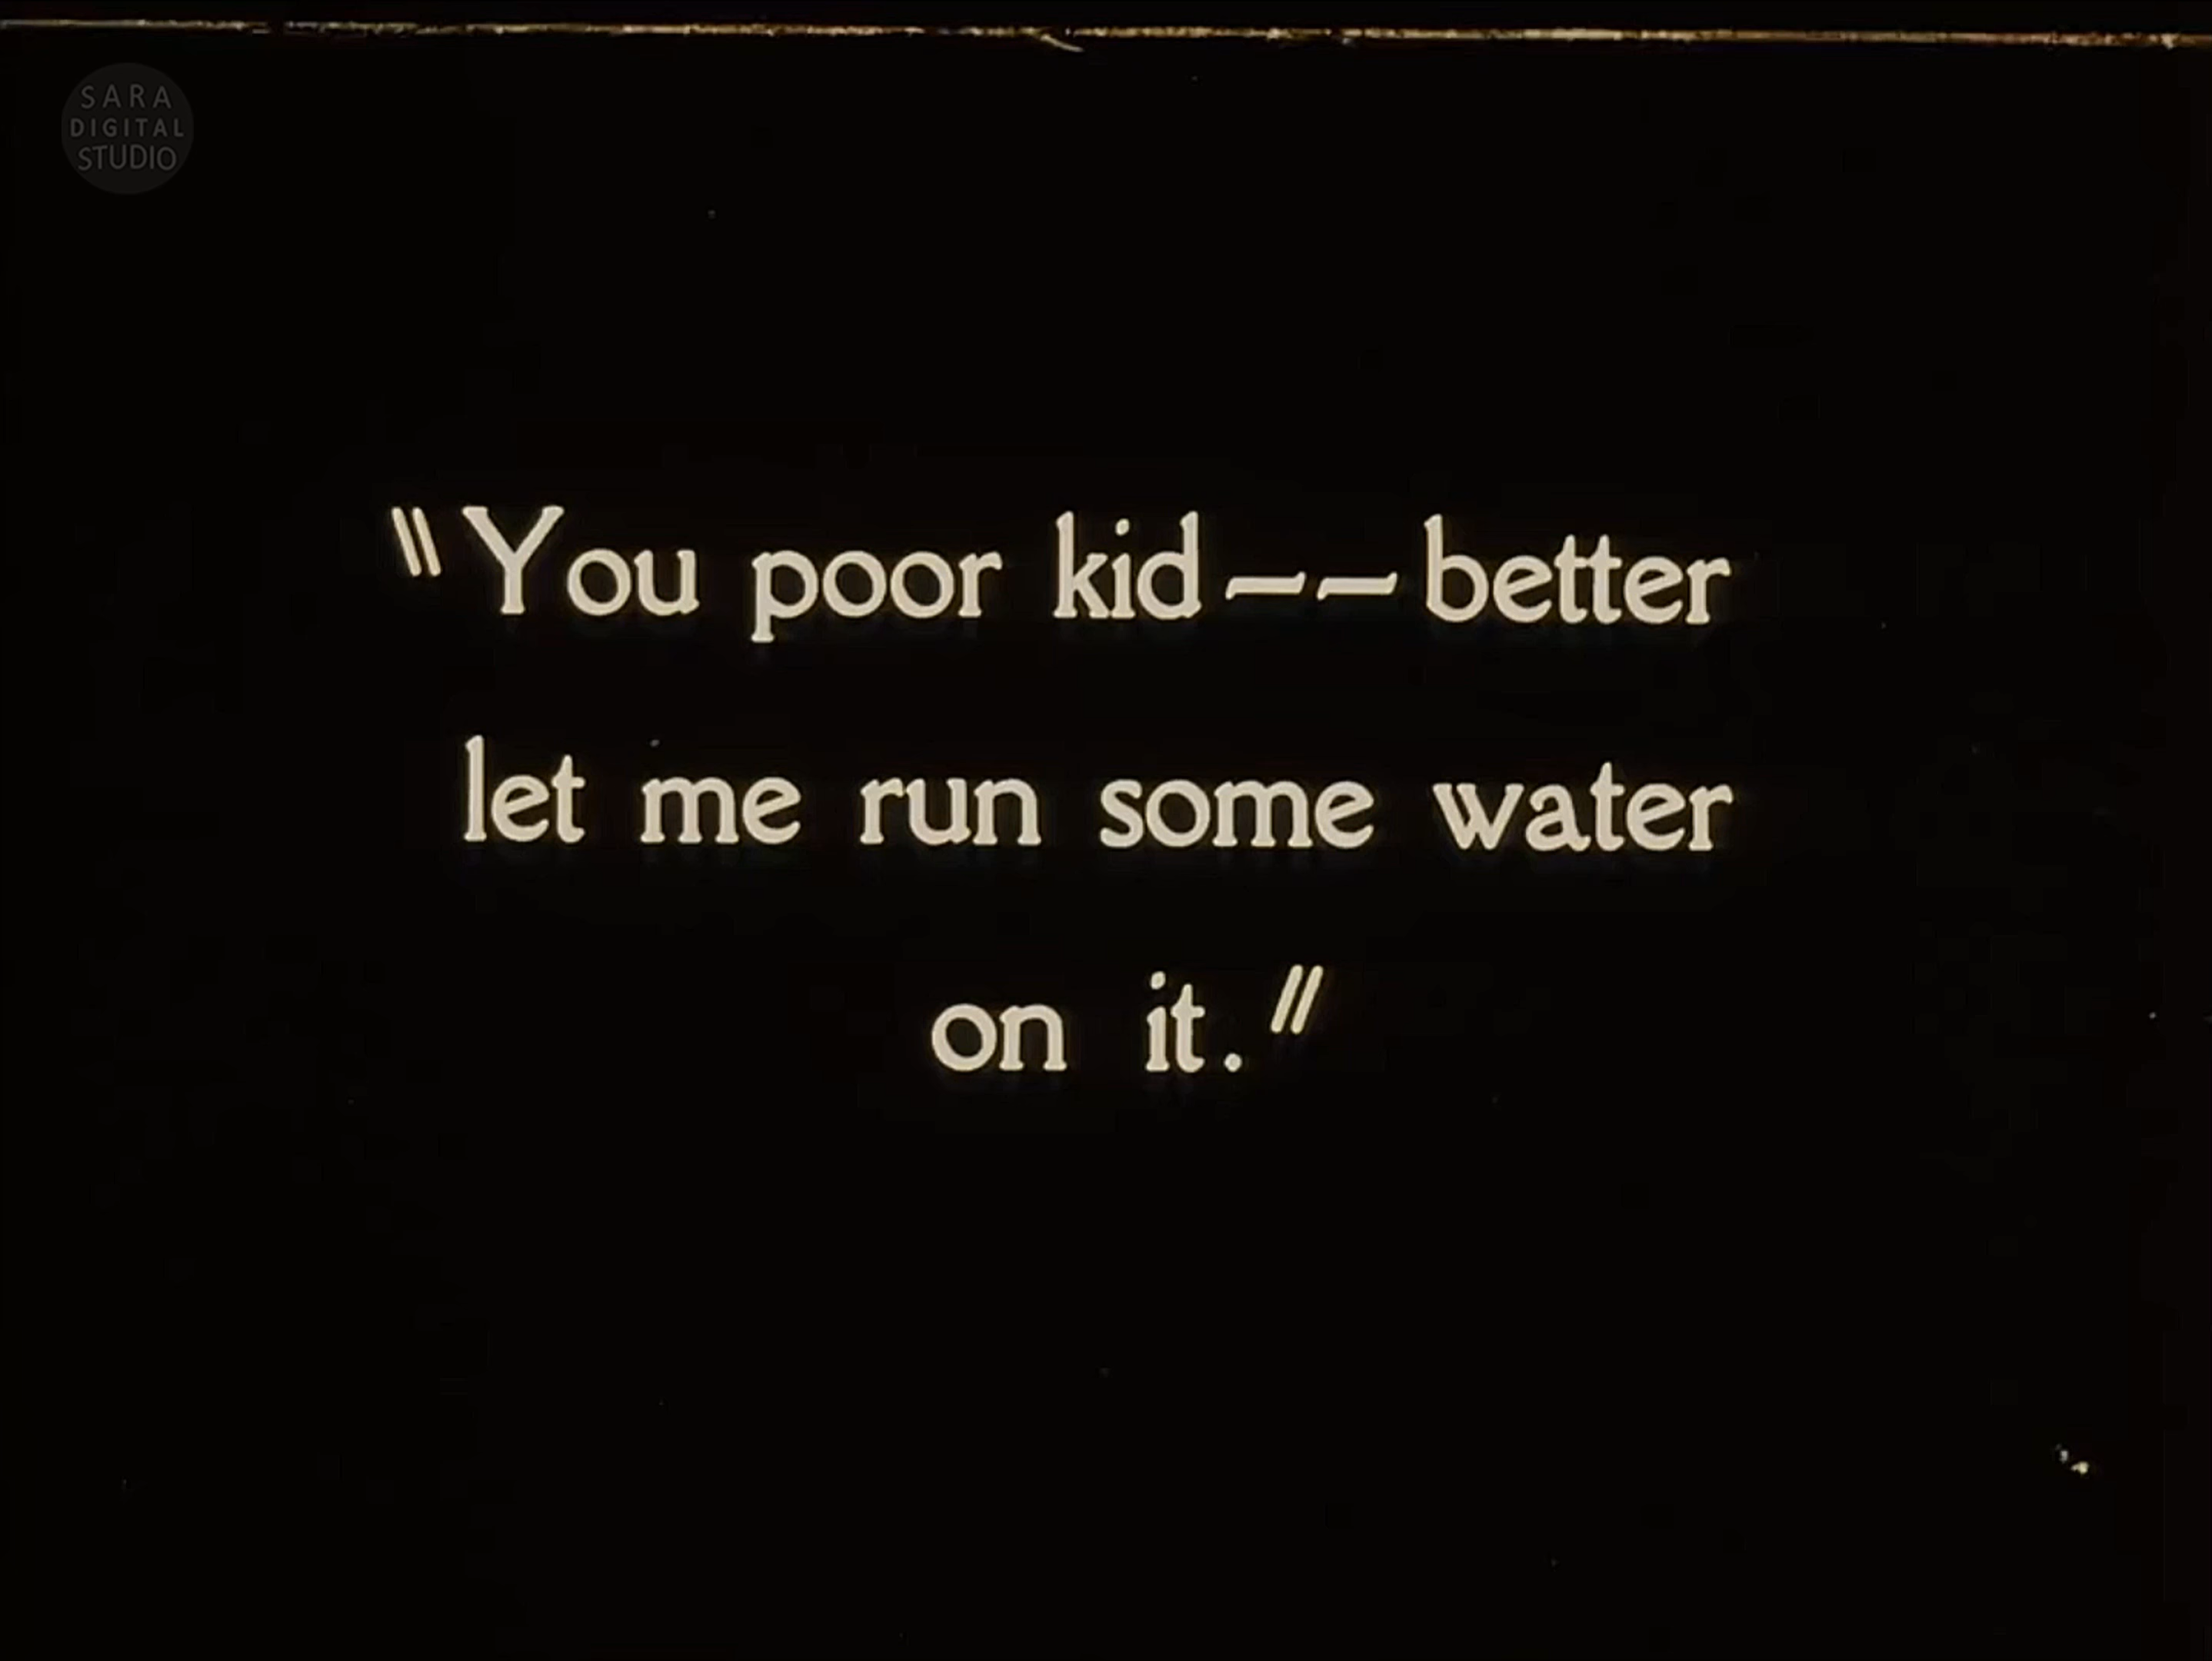 SARA
DIGITAL
STUDIO
"You poor kid--better
let me run some water
on it."